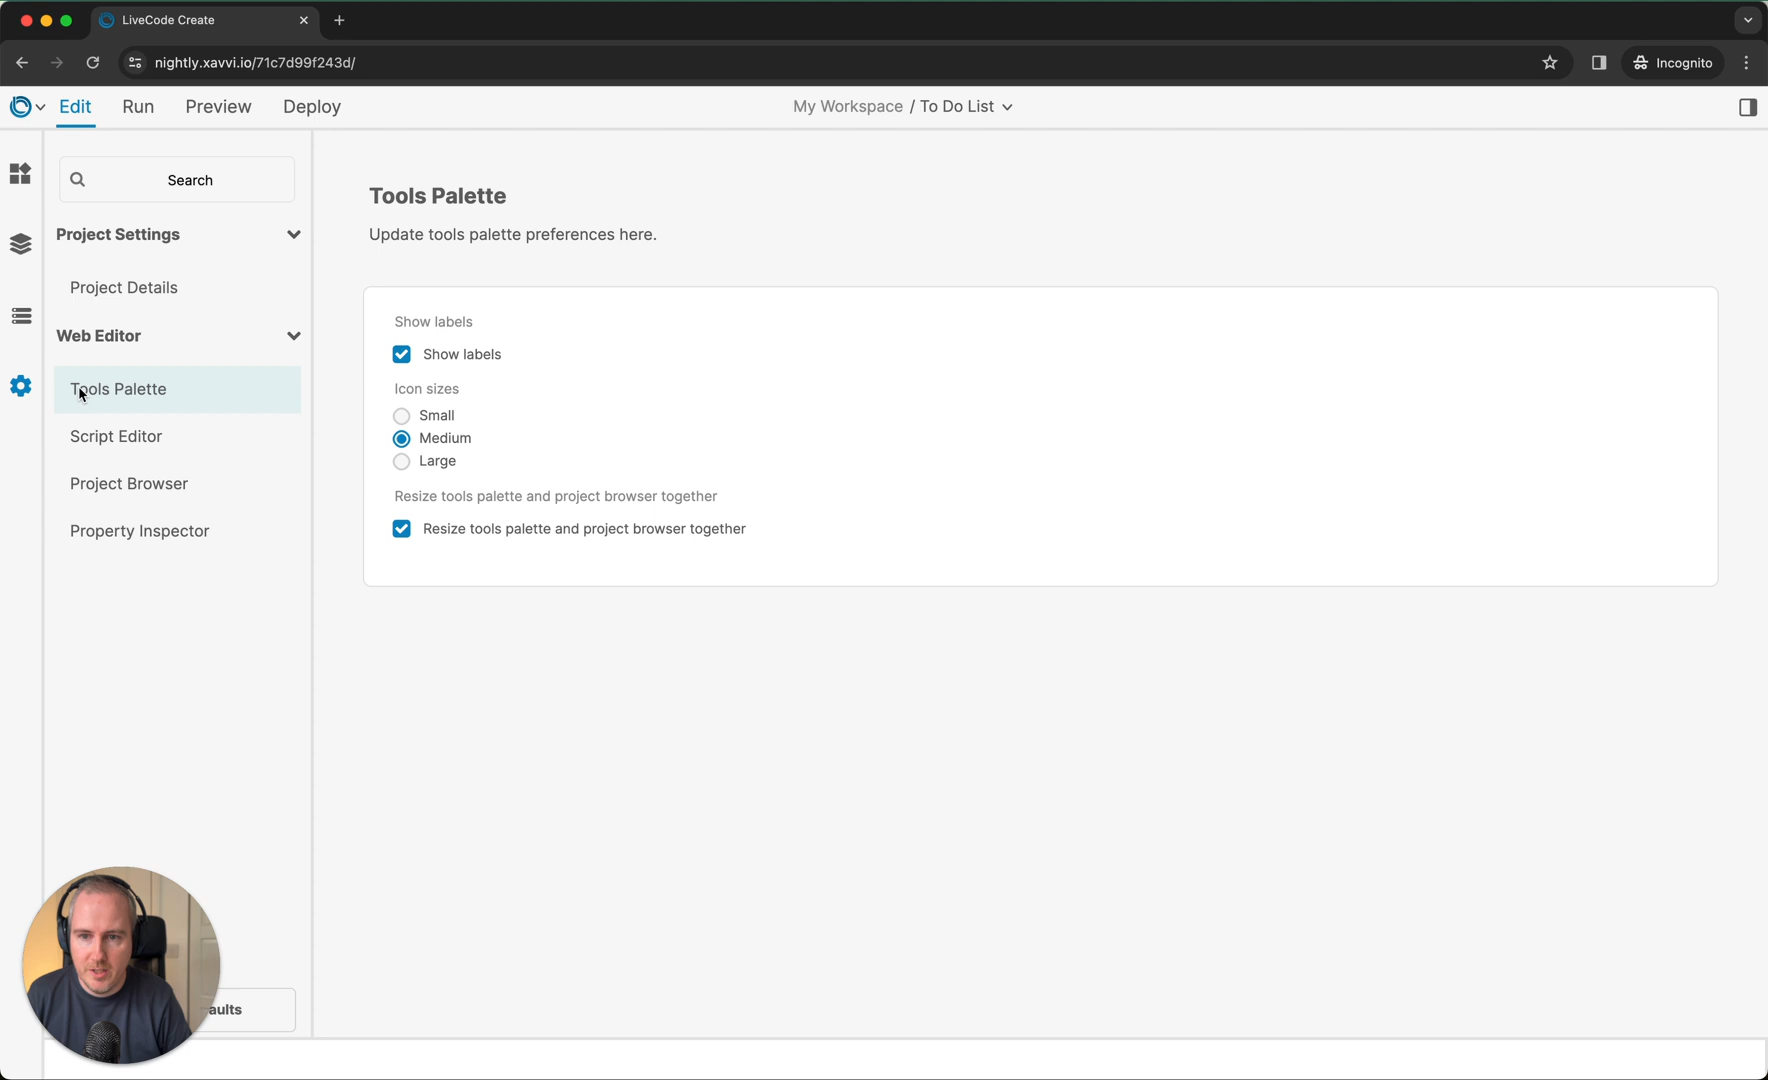 LiveCode Create
nightly.xavvi.io/71c7d99f243d/
Incognito
Edit
Run
Preview
Deploy
My Workspace / To Do List
Search
Project Settings
Project Details
Web Editor
Tools Palette
Script Editor
Project Browser
Property Inspector
aults
Tools Palette
Update tools palette preferences here.
Show labels
Show labels
Icon sizes
Small
Medium
Large
Resize tools palette and project browser together
Resize tools palette and project browser together